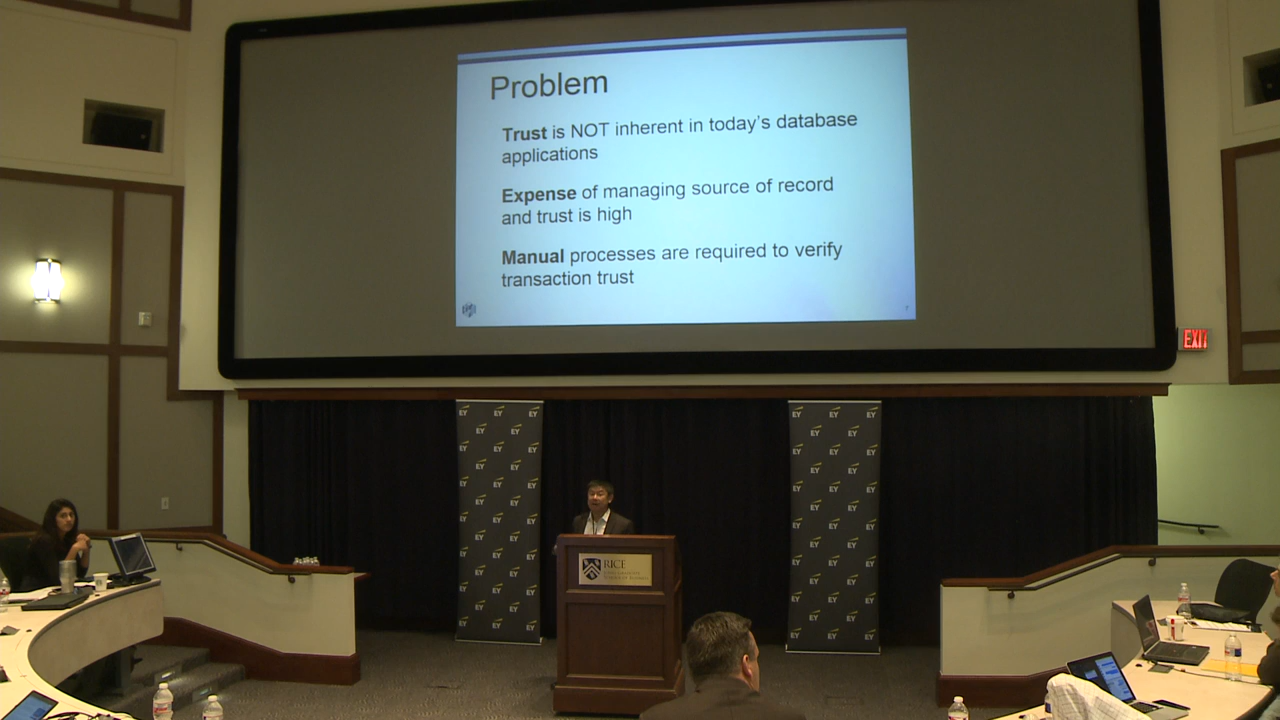 Problem
Trust is NOT inherent in today's database
applications
Expense of managing source of record
and trust is high
Manual processes are required to verify
transaction trust
EXIT
EY
RICE